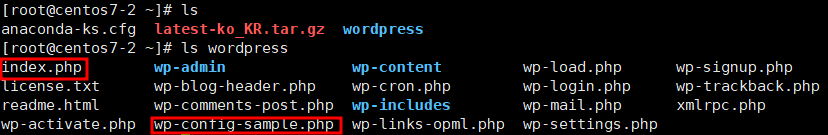 [root@centos7-2 ~]# ls
anaconda-ks.cfg latest-ko_KR.tar.gz wordpress
[root@centos7-2 ~]# ls wordpress
index.php wp-admin wp-content wp-load.php wp-signup.php
license.txt wp-blog-header.php wp-cron.php wp-login.php wp-trackback.php
readme.html wp-comments-post.php wp-includes wp-mail.php xmlrpc.php
wp-activate.php wp-config-sample.php wp-links-opml.php wp-settings.php